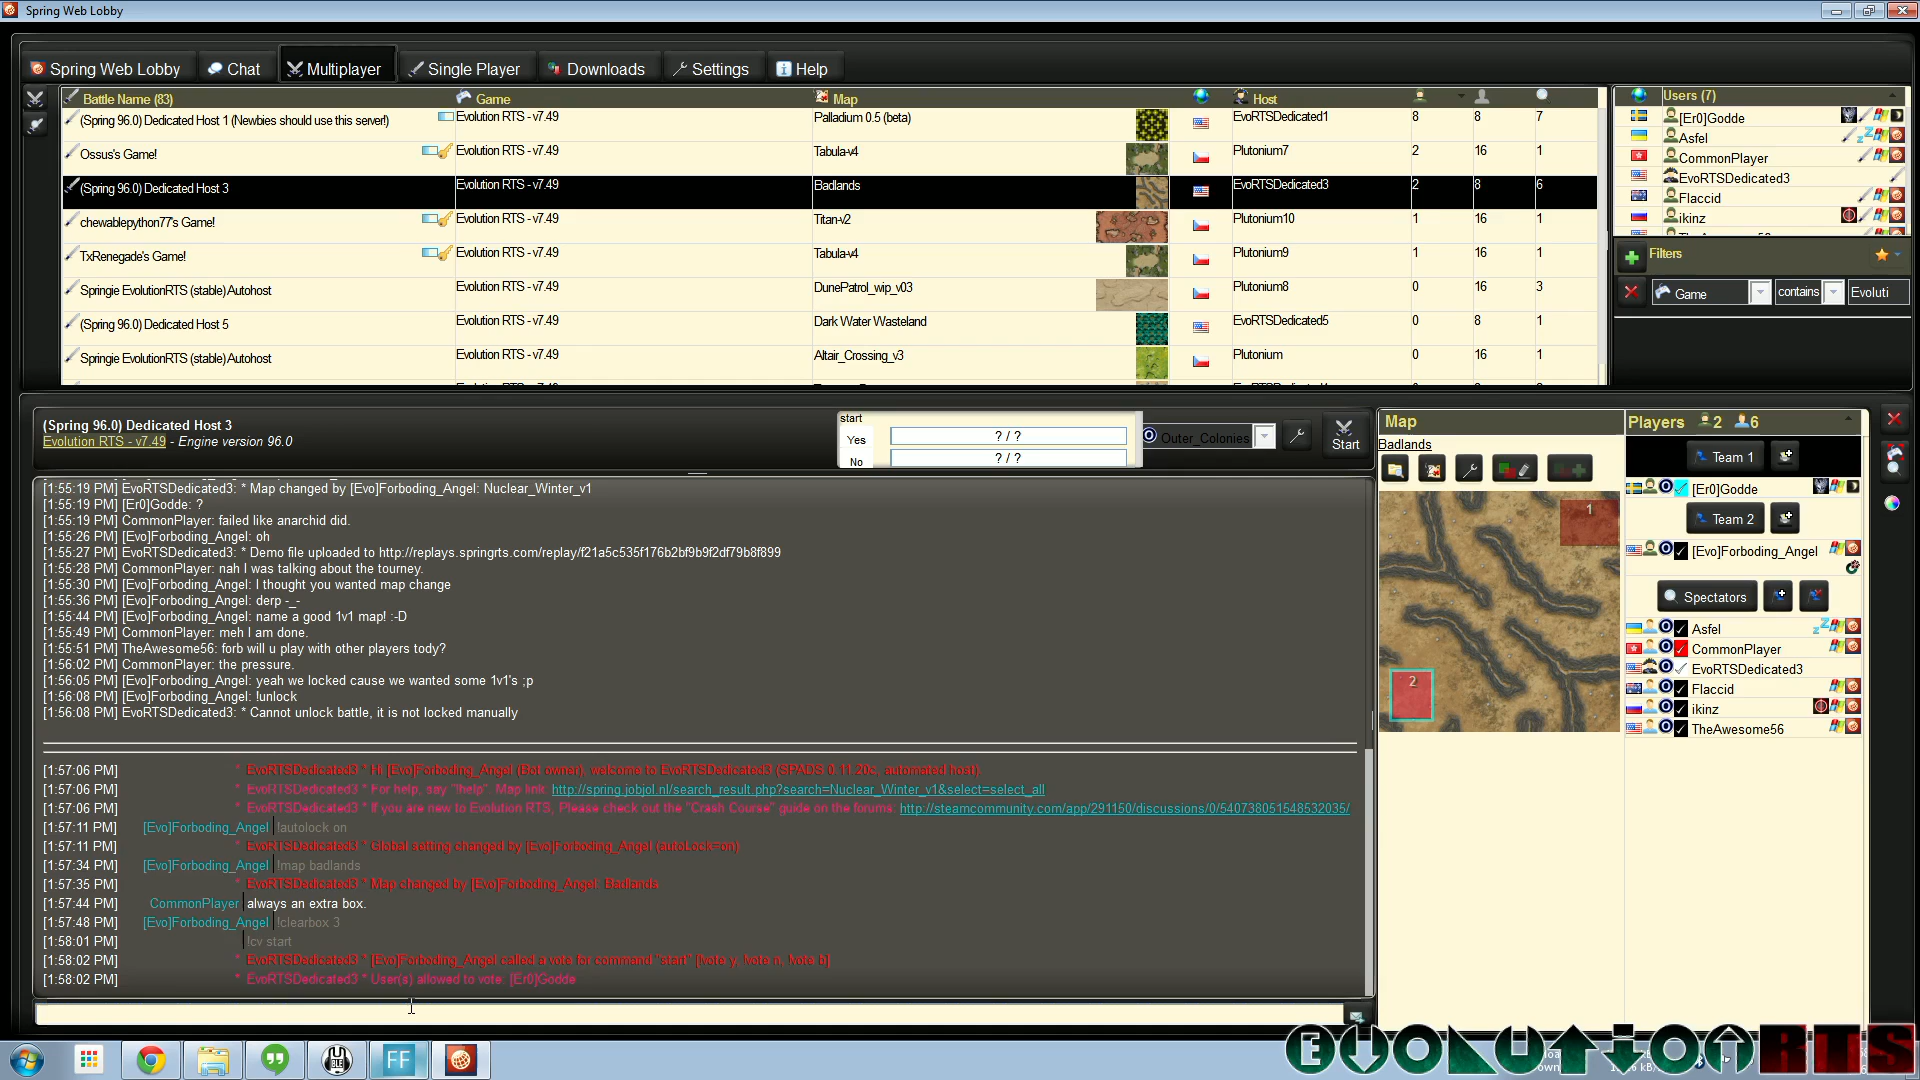 Spring Web Lobby
Spring Web Lobby Chat Multiplayer Single Player Downloads Settings Help
Battle Name (83) Game Map Host
(Spring 96.0) Dedicated Host 1 (Newbies should use this server!) Evolution RTS - v7.49 Palladium 0.5 (beta) EvoRTSDedicated1 8 8 7
Ossus's Game! Evolution RTS - v7.49 Tabula-v4 Plutonium7 2 16 1
(Spring 96.0) Dedicated Host 3 Evolution RTS - v7.49 Badlands EvoRTSDedicated3 2 8 6
chewablepython77's Game! Evolution RTS - v7.49 Titan-v2 Plutonium10 1 16 1
TxRenegade's Game! Evolution RTS - v7.49 Tabula-v4 Plutonium9 1 16 1
Springie EvolutionRTS (stable) Autohost Evolution RTS - v7.49 DunePatrol_wip_v03 Plutonium8 0 16 3
(Spring 96.0) Dedicated Host 5 Evolution RTS - v7.49 Dark Water Wasteland EvoRTSDedicated5 0 8 1
Springie EvolutionRTS (stable) Autohost Evolution RTS - v7.49 Altair_Crossing_v3 Plutonium 0 16 1
Users (7)
[Er0]Godde
Asfel
CommonPlayer
EvoRTSDedicated3
Flaccid
ikinz
Filters
Game contains Evoluti
(Spring 96.0) Dedicated Host 3
Evolution RTS - v7.49 - Engine version 96.0
start
Yes ? / ?
No ? / ?
Outer_Colonies
Start
[1:55:19 PM] EvoRTSDedicated3: * Map changed by [Evo]Forboding_Angel: Nuclear_Winter_v1
[1:55:19 PM] [Er0]Godde: ?
[1:55:19 PM] CommonPlayer: failed like anarchid did.
[1:55:26 PM] [Evo]Forboding_Angel: oh
[1:55:27 PM] EvoRTSDedicated3: * Demo file uploaded to http://replays.springrts.com/replay/f21a5c535f176b2bf9b9f2df79b8f899
[1:55:28 PM] CommonPlayer: nah I was talking about the tourney.
[1:55:30 PM] [Evo]Forboding_Angel: I thought you wanted map change
[1:55:36 PM] [Evo]Forboding_Angel: derp -_-
[1:55:44 PM] [Evo]Forboding_Angel: name a good 1v1 map! :-D
[1:55:49 PM] CommonPlayer: meh I am done.
[1:55:51 PM] TheAwesome56: forb will u play with other players tody?
[1:56:02 PM] CommonPlayer: the pressure.
[1:56:05 PM] [Evo]Forboding_Angel: yeah we locked cause we wanted some 1v1's ;p
[1:56:08 PM] [Evo]Forboding_Angel: !unlock
[1:56:08 PM] EvoRTSDedicated3: * Cannot unlock battle, it is not locked manually
[1:57:06 PM] * EvoRTSDedicated3 * Hi [Evo]Forboding_Angel (Bot owner), welcome to EvoRTSDedicated3 (SPADS 0.11.20c, automated host).
[1:57:06 PM] * EvoRTSDedicated3 * For help, say "!help". Map link: http://spring.jobjol.nl/search_result.php?search=Nuclear_Winter_v1&select=select_all
[1:57:06 PM] * EvoRTSDedicated3 * If you are new to Evolution RTS, Please check out the "Crash Course" guide on the forums: http://steamcommunity.com/app/291150/discussions/0/540738051548532035/
[1:57:11 PM] [Evo]Forboding_Angel !autolock on
[1:57:11 PM] * EvoRTSDedicated3 * Global setting changed by [Evo]Forboding_Angel (autoLock=on)
[1:57:34 PM] [Evo]Forboding_Angel !map badlands
[1:57:35 PM] * EvoRTSDedicated3 * Map changed by [Evo]Forboding_Angel: Badlands
[1:57:44 PM] CommonPlayer always an extra box.
[1:57:48 PM] [Evo]Forboding_Angel !clearbox 3
[1:58:01 PM] !cv start
[1:58:02 PM] * EvoRTSDedicated3 * [Evo]Forboding_Angel called a vote for command "start" [!vote y, !vote n, !vote b]
[1:58:02 PM] * EvoRTSDedicated3 * User(s) allowed to vote: [Er0]Godde
Map
Badlands
1
2
Players 2 6
Team 1
[Er0]Godde
Team 2
[Evo]Forboding_Angel
Spectators
Asfel
CommonPlayer
EvoRTSDedicated3
Flaccid
ikinz
TheAwesome56
FF
EVOLUTION RTS